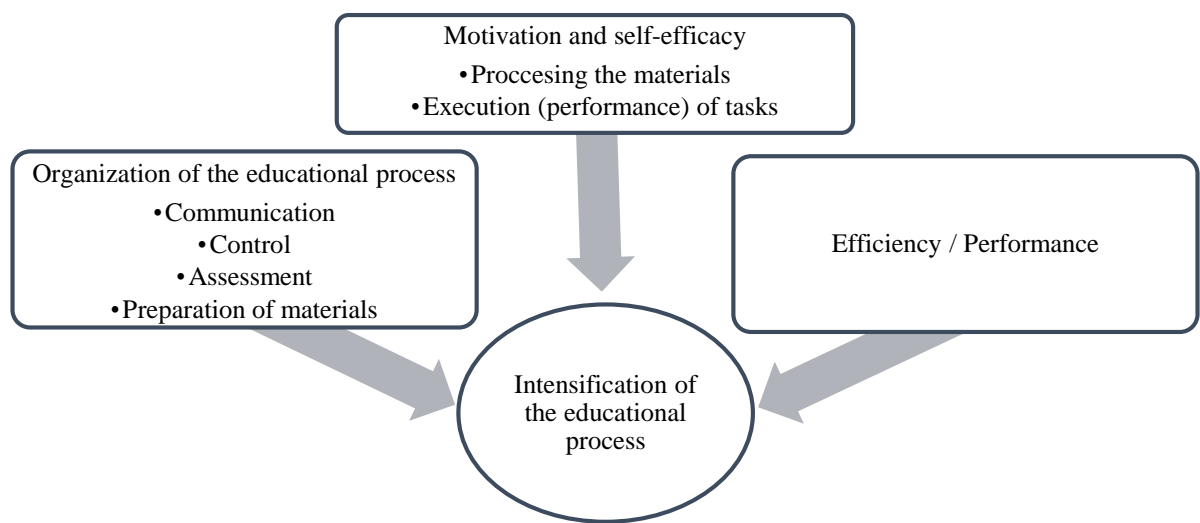 Motivation and self-efficacy
•Proccesing the materials
•Execution (performance) of tasks
Organization of the educational process
•Communication
•Control
•Assessment
•Preparation of materials
Efficiency / Performance
Intensification of
the educational
process